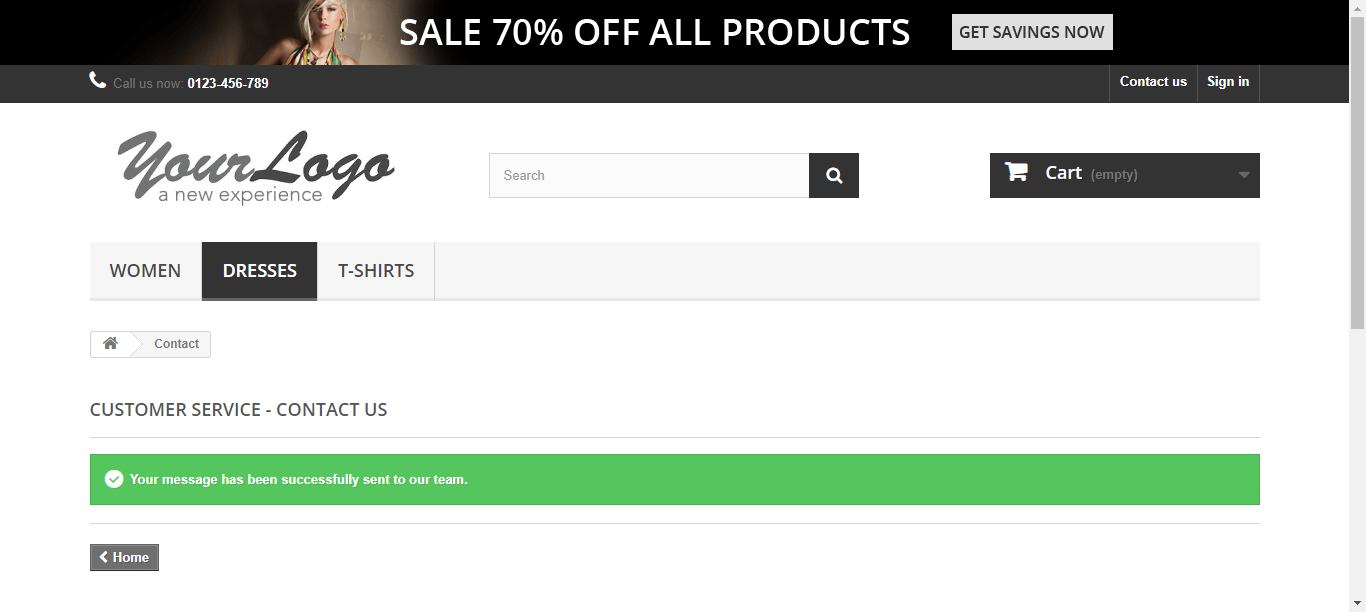 SALE 70% OFF ALL PRODUCTS GET SAVINGS NOW
Call us now: 0123-456-789 Contact us Sign in
YourLogo
a new experience
Search
Cart (empty)
WOMEN DRESSES T-SHIRTS
Contact
CUSTOMER SERVICE - CONTACT US
Your message has been successfully sent to our team.
Home